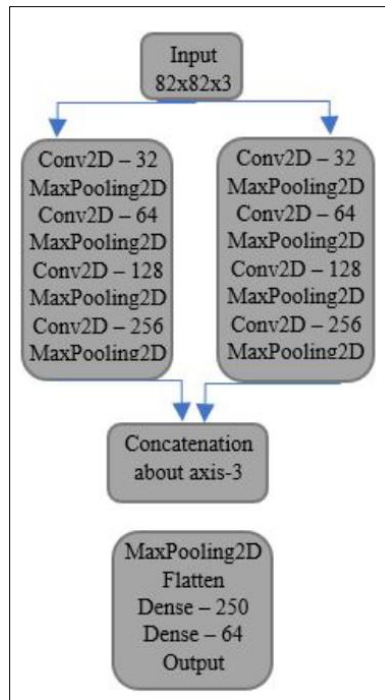 Input
82x82x3
Conv2D – 32
MaxPooling2D
Conv2D – 64
MaxPooling2D
Conv2D – 128
MaxPooling2D
Conv2D – 256
MaxPooling2D
Conv2D – 32
MaxPooling2D
Conv2D – 64
MaxPooling2D
Conv2D – 128
MaxPooling2D
Conv2D – 256
MaxPooling2D
Concatenation
about axis-3
MaxPooling2D
Flatten
Dense – 250
Dense – 64
Output